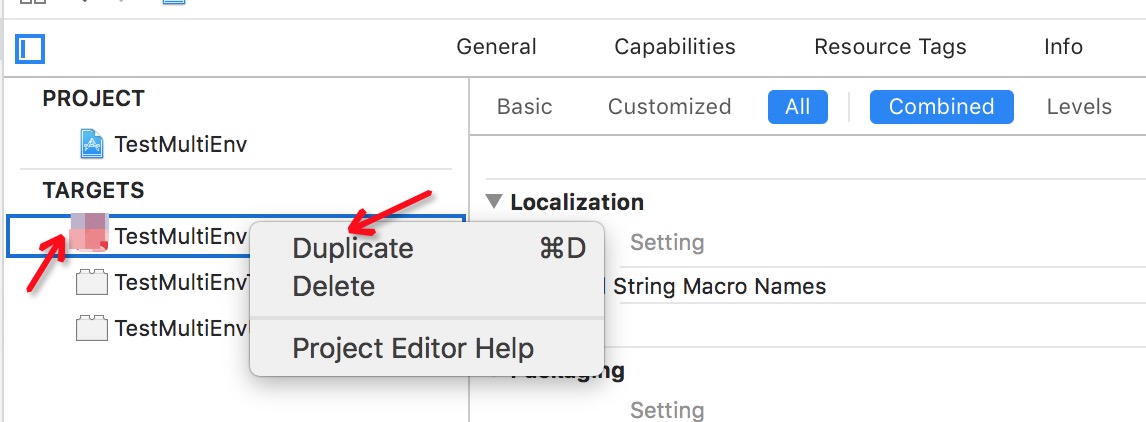 General Capabilities Resource Tags Info
PROJECT
Basic Customized All Combined Levels
TestMultiEnv
TARGETS
Localization
TestMultiEnv
Duplicate ⌘D
Setting
TestMultiEnv
Delete
String Macro Names
TestMultiEnv
Project Editor Help
Packaging
Setting